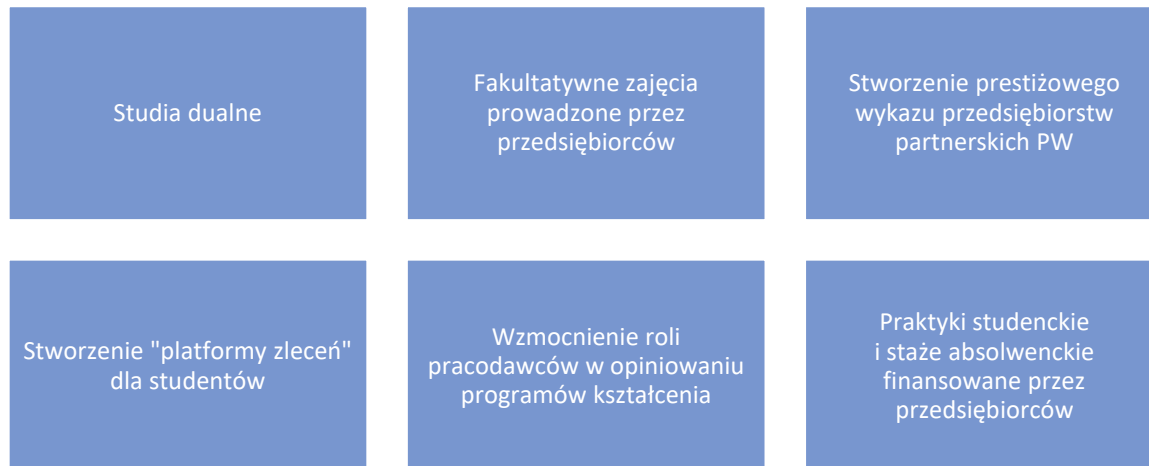 Studia dualne
Fakultatywne zajęcia
prowadzone przez
przedsiębiorców
Stworzenie prestiżowego
wykazu przedsiębiorstw
partnerskich PW
Stworzenie "platformy zleceń"
dla studentów
Wzmocnienie roli
pracodawców w opiniowaniu
programów kształcenia
Praktyki studenckie
i staże absolwenckie
finansowane przez
przedsiębiorców